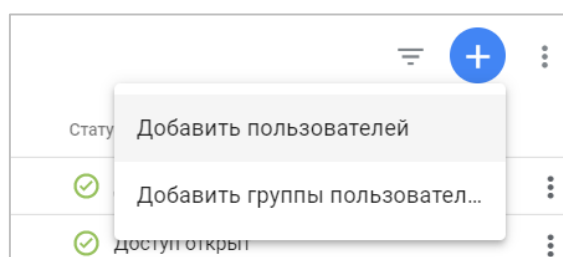 Стату
Добавить пользователей
Добавить группы пользовател...
Доступ открыт